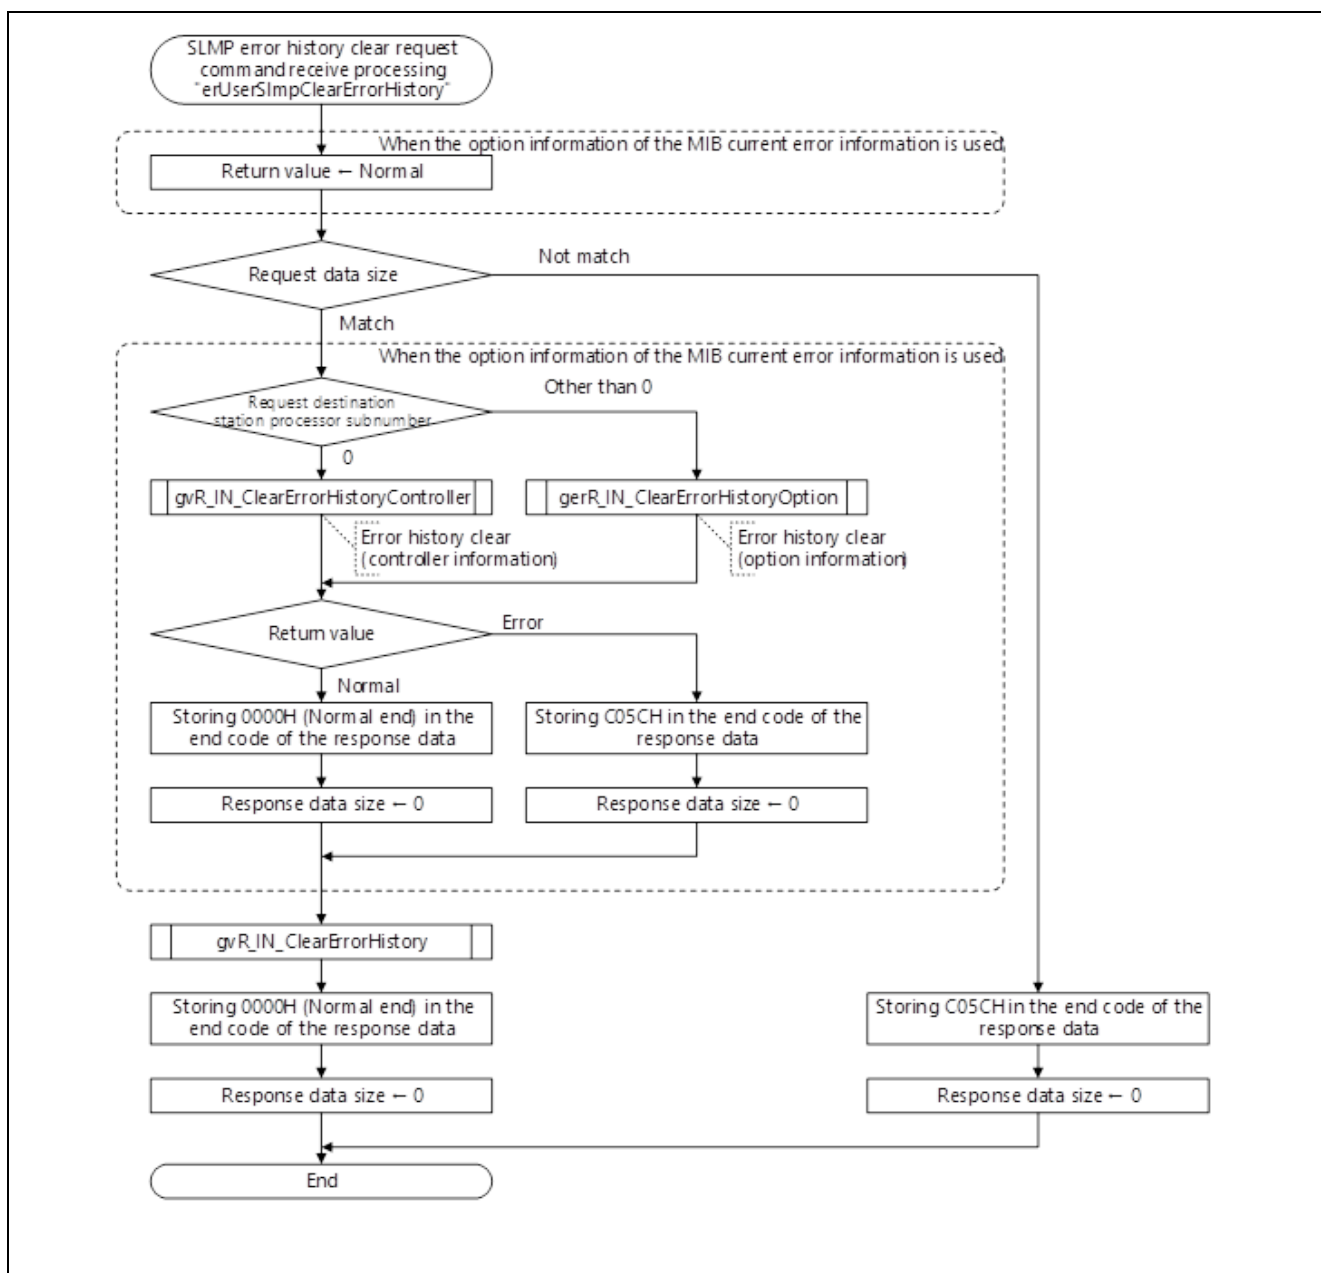 SLMP error history clear request
command receive processing
"erUserSlmpClearErrorHistory"
When the option information of the MIB current error information is used
Return value ← Normal
Not match
Request data size
Match
When the option information of the MIB current error information is used
Other than 0
Request destination
station processor subnumber
0
gvR_IN_ClearErrorHistoryController
gerR_IN_ClearErrorHistoryOption
Error history clear
(controller information)
Error history clear
(option information)
Error
Return value
Normal
Storing 0000H (Normal end) in the
end code of the response data
Storing C05CH in the end code of the
response data
Response data size ← 0
Response data size ← 0
gvR_IN_ClearErrorHistory
Storing 0000H (Normal end) in the
end code of the response data
Storing C05CH in the end code of the
response data
Response data size ← 0
Response data size ← 0
End